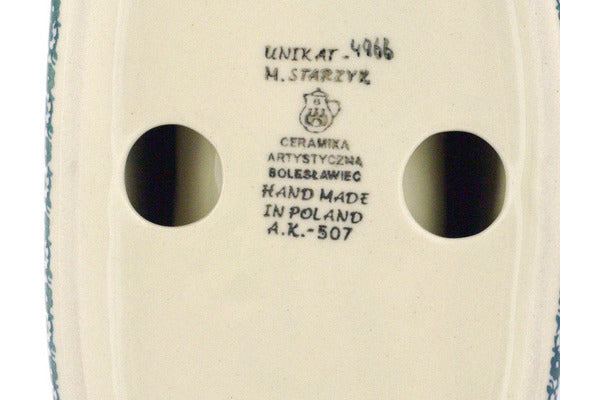 UNIKAT-4966
M. STARZYK
CERAMIKA
ARTYSTYCZNA
BOLESŁAWIEC
HAND MADE
IN POLAND
A.K.-507